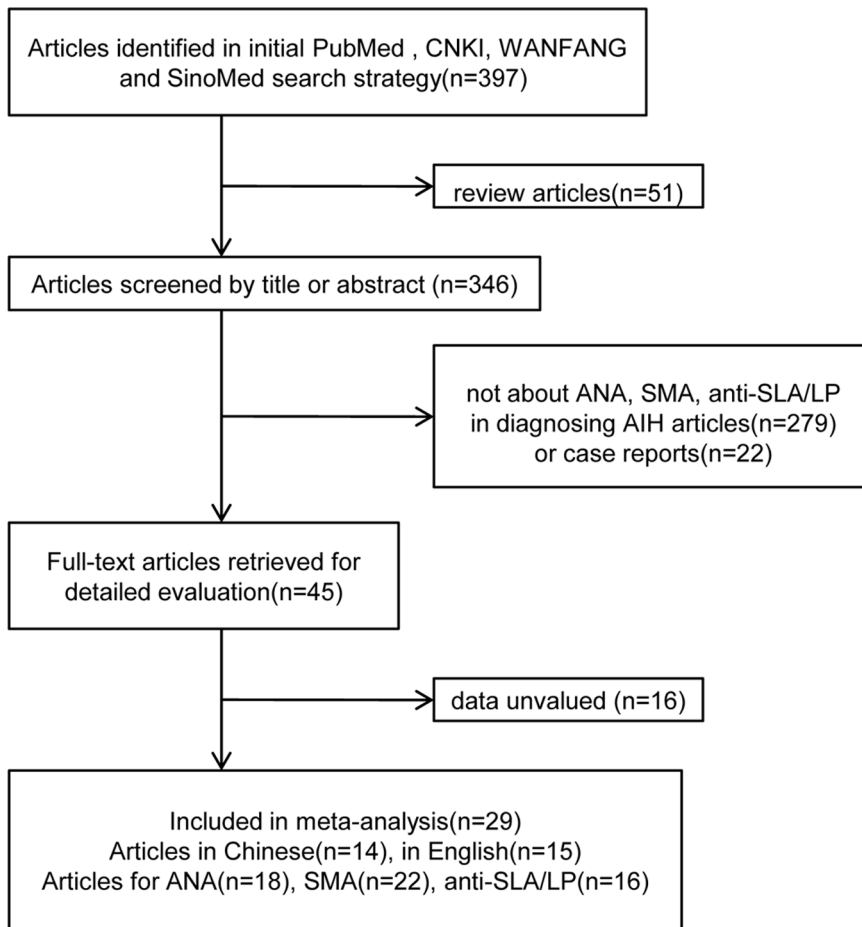 Articles identified in initial PubMed , CNKI, WANFANG
and SinoMed search strategy(n=397)
review articles(n=51)
Articles screened by title or abstract (n=346)
not about ANA, SMA, anti-SLA/LP
in diagnosing AIH articles(n=279)
or case reports(n=22)
Full-text articles retrieved for
detailed evaluation(n=45)
data unvalued (n=16)
Included in meta-analysis(n=29)
Articles in Chinese(n=14), in English(n=15)
Articles for ANA(n=18), SMA(n=22), anti-SLA/LP(n=16)